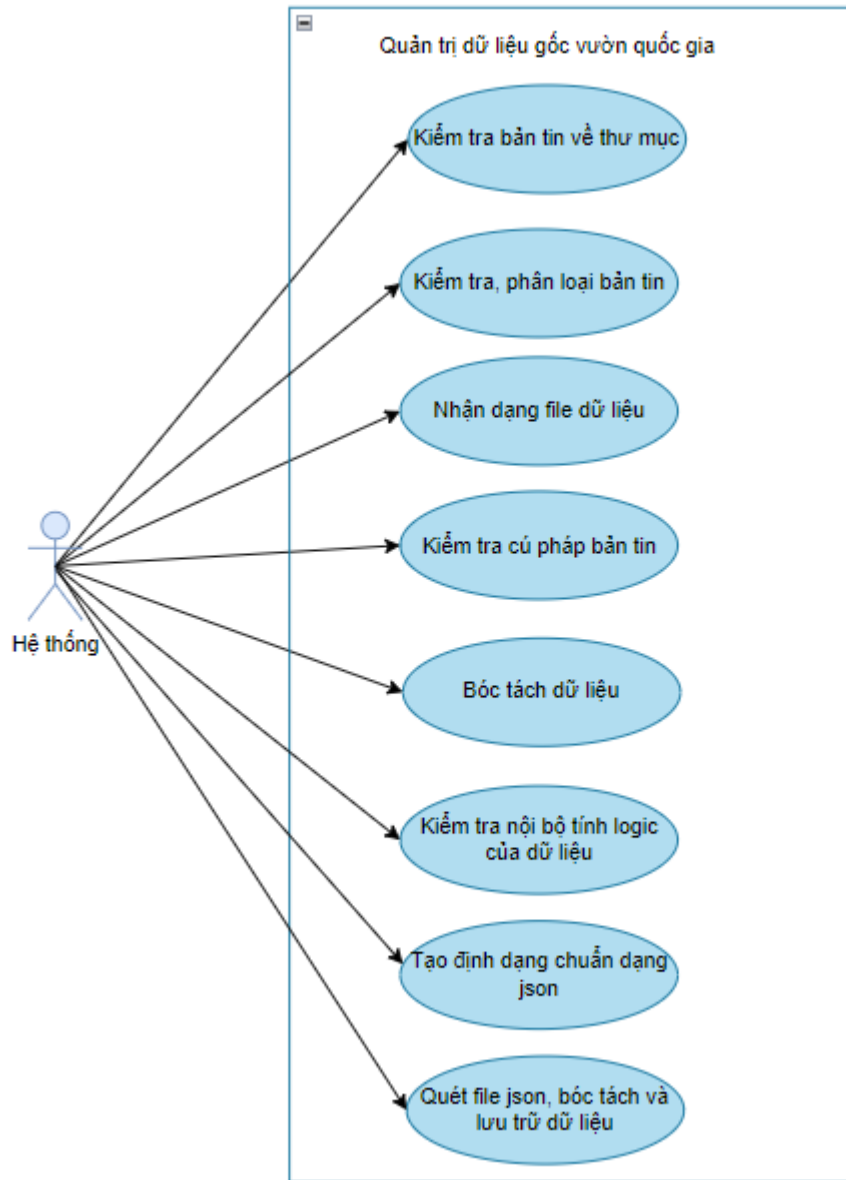 Quản trị dữ liệu gốc vườn quốc gia
Kiểm tra bản tin về thư mục
Kiểm tra, phân loại bản tin
Nhận dạng file dữ liệu
Kiểm tra cú pháp bản tin
Hệ thống
Bóc tách dữ liệu
Kiểm tra nội bộ tính logic
của dữ liệu
Tạo định dạng chuẩn dạng
json
Quét file json, bóc tách và
lưu trữ dữ liệu